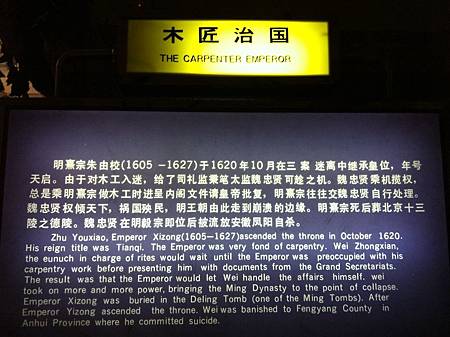 木匠治国
THE CARPENTER EMPEROR
明熹宗朱由校(1605 -1627)于1620年10月在三 案 迷离中继承皇位，年号
天启。由于对木工入迷，给了司礼监秉笔太监魏忠贤可趁之机。魏忠贤秉机揽权，
总是乘明熹宗做木工时进呈内阁文件请皇帝批复，明熹宗往往交魏忠贤自行处理。
魏忠贤权倾天下，祸国殃民，明王朝由此走到崩溃的边缘。明熹宗死后葬北京十三
陵之德陵。魏忠贤在明毅宗即位后被流放安徽凤阳自杀。
Zhu Youxiao, Emperor Xizong(1605-1627)ascended the throne in October 1620.
His reign title was Tianqi. The Emperor was very fond of carpentry. Wei Zhongxian,
the eunuch in charge of rites would wait until the Emperor was preoccupied with his
carpentry work before presenting him with documents from the Grand Secretariats.
The result was that the Emperor would let Wei handle the affairs himself. wei
took on more and more power, bringing the Ming Dynasty to the point of collapse.
Emperor Xizong was buried in the Deling Tomb (one of the Ming Tombs). After
Emperor Yizong ascended the throne. Wei was banished to Fengyang County in
Anhui Province where he committed suicide.